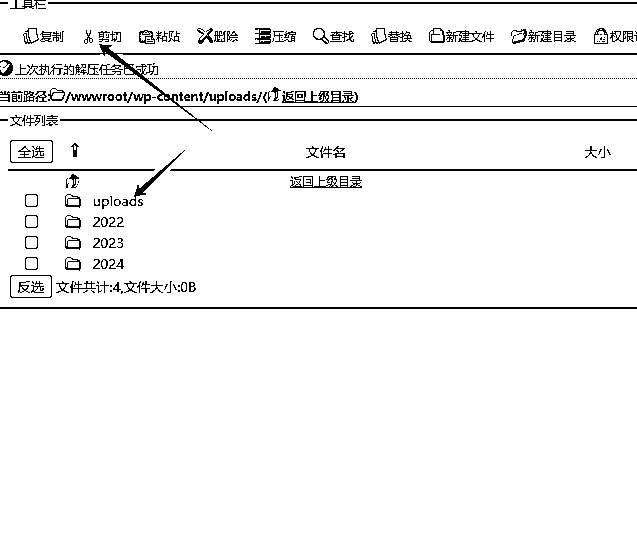 工具栏
复制 剪切 粘贴 删除 压缩 查找 替换 新建文件 新建目录 权限
上次执行的解压任务已成功
当前路径:/wwwroot/wp-content/uploads/(返回上级目录)
文件列表
全选 文件名 大小
返回上级目录
uploads
2022
2023
2024
反选 文件共计:4,文件大小:0B